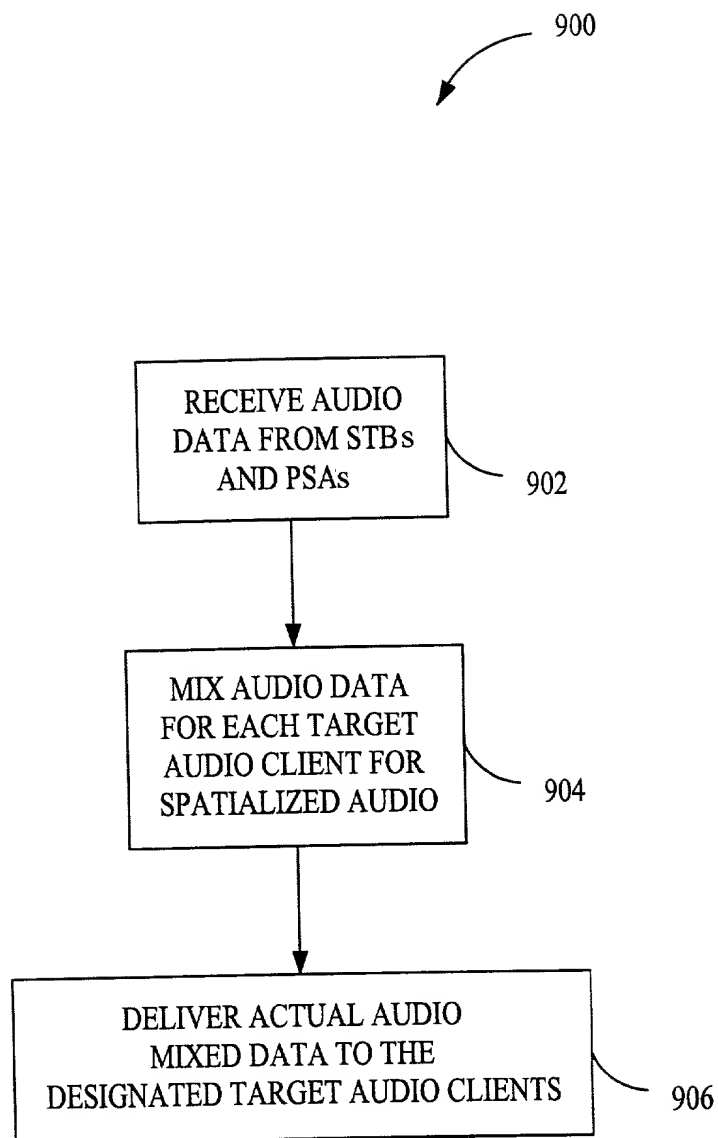 900
RECEIVE AUDIO
DATA FROM STBs
AND PSAs
902
MIX AUDIO DATA
FOR EACH TARGET
AUDIO CLIENT FOR
SPATIALIZED AUDIO
904
DELIVER ACTUAL AUDIO
MIXED DATA TO THE
DESIGNATED TARGET AUDIO CLIENTS
906